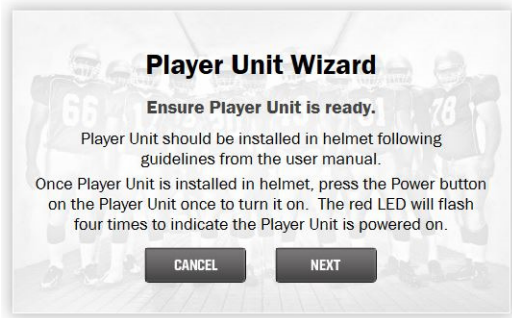 Player Unit Wizard
Ensure Player Unit is ready.
Player Unit should be installed in helmet following
guidelines from the user manual.
Once Player Unit is installed in helmet, press the Power button
on the Player Unit once to turn it on. The red LED will flash
four times to indicate the Player Unit is powered on.
CANCEL
NEXT
66
78